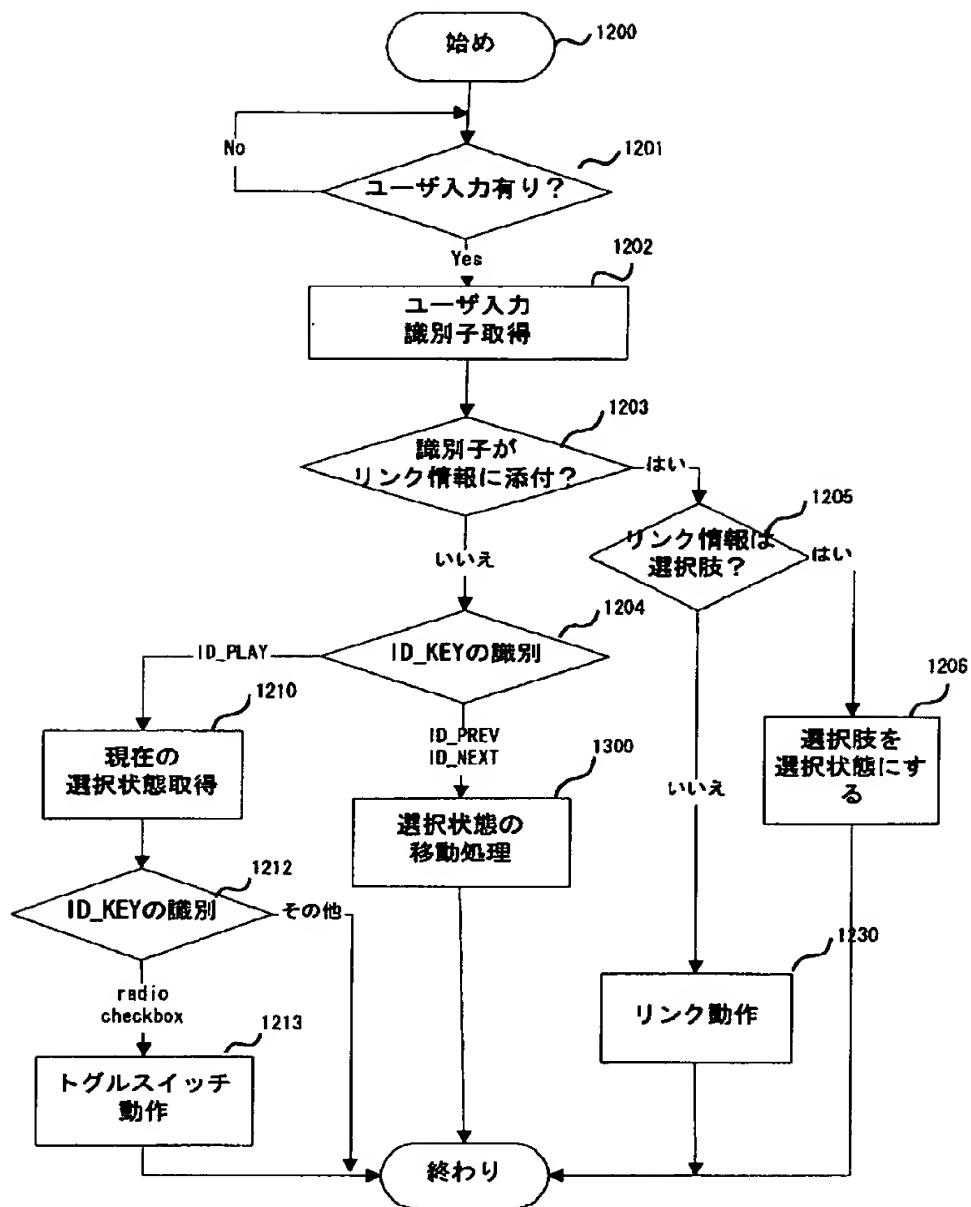 始め
1200
No
1201
ユーザ入力有り?
Yes
1202
ユーザ入力
識別子取得
1203
識別子が
リンク情報に添付?
はい
1205
リンク情報は
選択肢?
はい
いいえ
1204
ID_KEYの識別
ID_PLAY
1210
現在の
選択状態取得
ID_PREV
ID_NEXT
1300
選択状態の
移動処理
いいえ
1206
選択肢を
選択状態にす
る
1212
ID_KEYの識別
その他
radio
checkbox
1213
トグルスイッチ
動作
1230
リンク動作
終わり